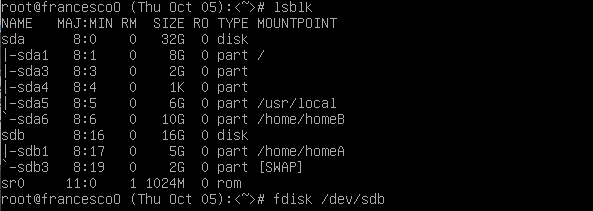 root@francesco0 (Thu Oct 05):<~># lsblk
NAME   MAJ:MIN RM  SIZE RO TYPE MOUNTPOINT
sda      8:0    0   32G  0 disk
|-sda1   8:1    0    8G  0 part /
|-sda3   8:3    0    2G  0 part
|-sda4   8:4    0    1K  0 part
|-sda5   8:5    0    6G  0 part /usr/local
`-sda6   8:6    0   10G  0 part /home/homeB
sdb      8:16   0   16G  0 disk
|-sdb1   8:17   0    5G  0 part /home/homeA
`-sdb3   8:19   0    2G  0 part [SWAP]
sr0     11:0    1 1024M  0 rom
root@francesco0 (Thu Oct 05):<~># fdisk /dev/sdb